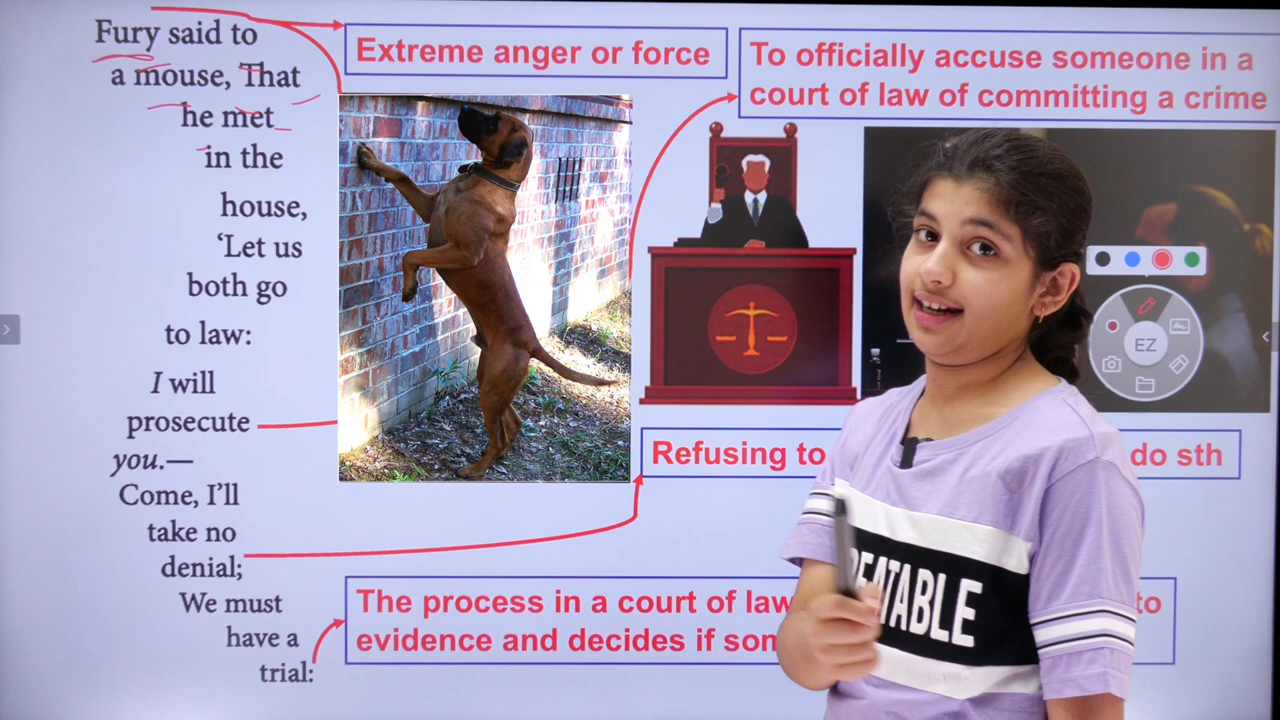 Fury said to
a mouse, That
he met
in the
house,
‘Let us
both go
to law:
I will
prosecute
you.—
Come, I’ll
take no
denial;
We must
have a
trial:
Extreme anger or force
To officially accuse someone in a
court of law of committing a crime
EZ
Refusing to do sth
The process in a court of law to
evidence and decides if som
EATABLE